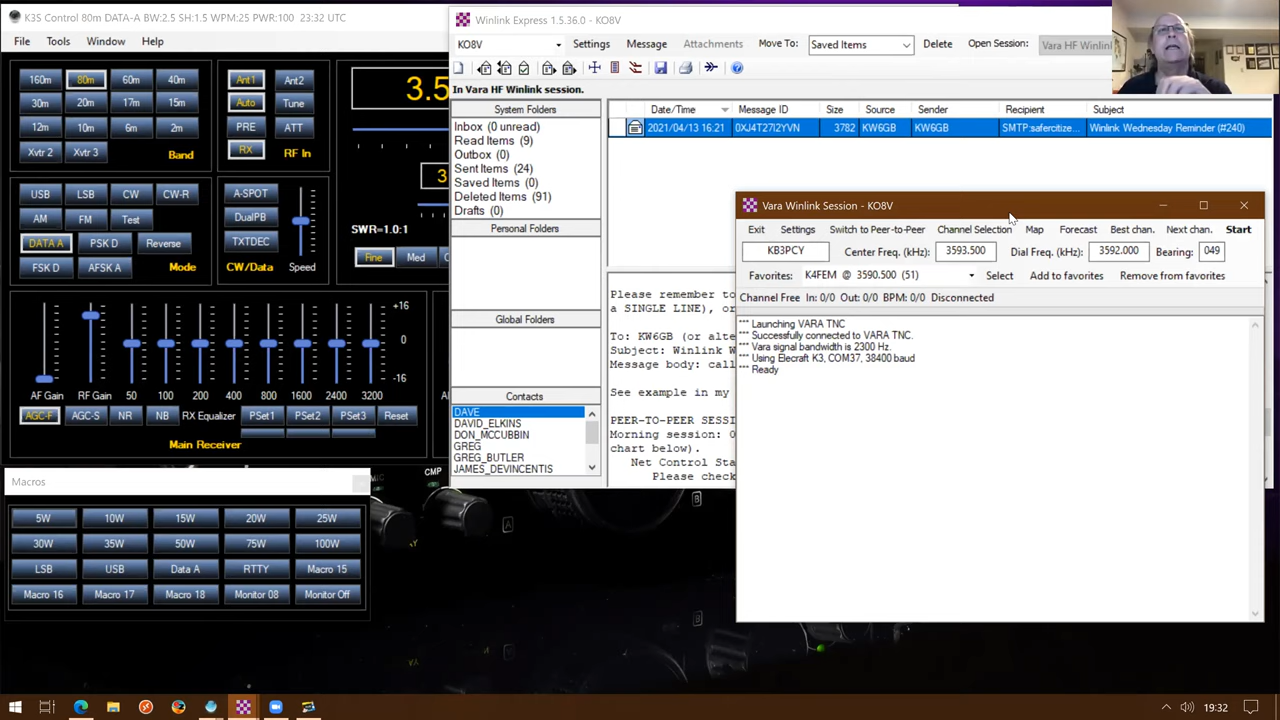 K3S Control 80m DATA-A BW:2.5 SH:1.5 WPM:25 PWR:100 23:32 UTC
File Tools Window Help
160m 80m 60m 40m
30m 20m 17m 15m
12m 10m 6m 2m
Xvtr 2 Xvtr 3 Band
Ant1 Ant2
Auto Tune
PRE ATT
RX RF In
3.5
3
SWR=1.0:1
Fine Med
USB LSB CW CW-R
AM FM Test
DATA A PSK D Reverse
FSK D AFSK A Mode
A-SPOT
DualPB
TXTDEC
CW/Data Speed
+16
0
-16
AF Gain RF Gain 50 100 200 400 800 1600 2400 3200
AGC-F AGC-S NR NB RX Equalizer PSet1 PSet2 PSet3 Reset
Main Receiver
Macros
5W 10W 15W 20W 25W
30W 35W 50W 75W 100W
LSB USB Data A RTTY Macro 15
Macro 16 Macro 17 Macro 18 Monitor 08 Monitor Off
CMP
A
B
B
Winlink Express 1.5.36.0 - KO8V
KO8V Settings Message Attachments Move To: Saved Items Delete Open Session: Vara HF Winlink
In Vara HF Winlink session.
System Folders
Inbox (0 unread)
Read Items (9)
Outbox (0)
Sent Items (24)
Saved Items (0)
Deleted Items (91)
Drafts (0)
Personal Folders
Global Folders
Contacts
DAVE
DAVID_ELKINS
DON_MCCUBBIN
GREG
GREG_BUTLER
JAMES_DEVINCENTIS
Date/Time Message ID Size Source Sender Recipient Subject
2021/04/13 16:21 0XJ4T27I2YVN 3782 KW6GB KW6GB SMTP:safercitize... Winlink Wednesday Reminder (#240)
Please remember to
a SINGLE LINE), or
To: KW6GB (or alte
Subject: Winlink W
Message body: call
See example in my
PEER-TO-PEER SESSI
Morning session: 0
chart below).
Net Control Sta
Please check
Vara Winlink Session - KO8V
Exit Settings Switch to Peer-to-Peer Channel Selection Map Forecast Best chan. Next chan. Start
KB3PCY Center Freq. (kHz): 3593.500 Dial Freq. (kHz): 3592.000 Bearing: 049
Favorites: K4FEM @ 3590.500 (51) Select Add to favorites Remove from favorites
Channel Free In: 0/0 Out: 0/0 BPM: 0/0 Disconnected
*** Launching VARA TNC
*** Successfully connected to VARA TNC.
*** Vara signal bandwidth is 2300 Hz.
*** Using Elecraft K3, COM37, 38400 baud
*** Ready
19:32